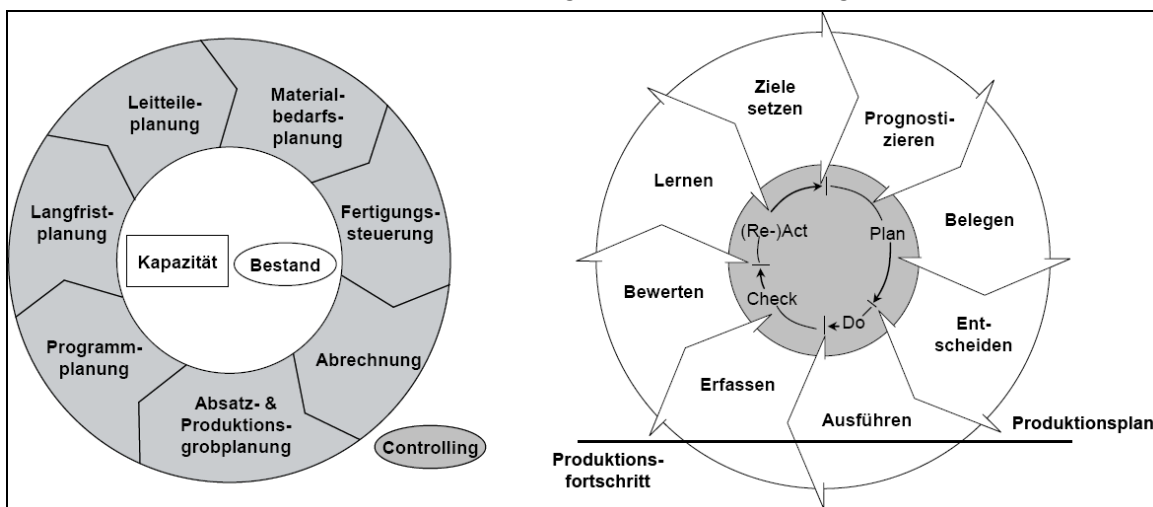 Leitteile-
planung
Material-
bedarfs-
planung
Fertigungs-
steuerung
Abrechnung
Absatz- &
Produktions-
grobplanung
Programm-
planung
Langfrist-
planung
Kapazität
Bestand
Controlling
Ziele
setzen
Prognosti-
zieren
Belegen
Ent-
scheiden
Ausführen
Erfassen
Bewerten
Lernen
(Re-)Act
Plan
Do
Check
Produktionsplan
Produktions-
fortschritt